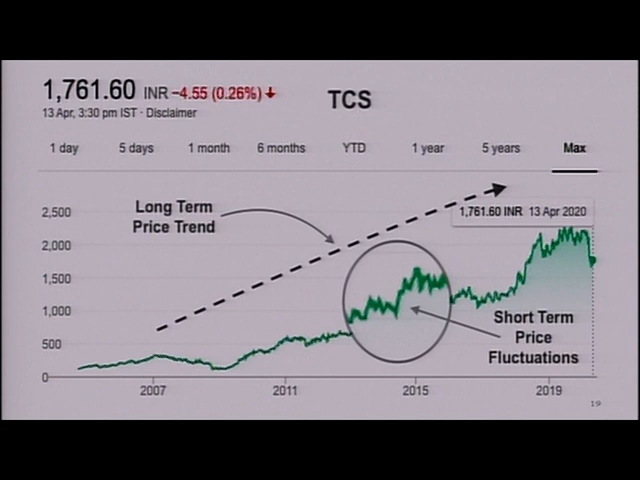 1,761.60 INR −4.55 (0.26%)
TCS
13 Apr, 3:30 pm IST · Disclaimer
1 day 5 days 1 month 6 months YTD 1 year 5 years Max
Long Term
Price Trend
1,761.60 INR 13 Apr 2020
2,500
2,000
1,500
1,000
500
0
Short Term
Price
Fluctuations
2007 2011 2015 2019
19